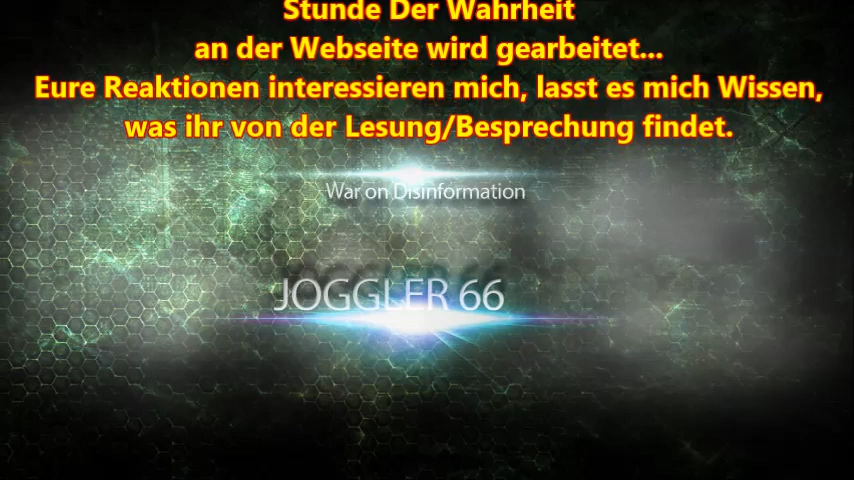 Stunde Der Wahrheit
an der Webseite wird gearbeitet...
Eure Reaktionen interessieren mich, lasst es mich Wissen,
was ihr von der Lesung/Besprechung findet.
War on Disinformation
JOGGLER 66